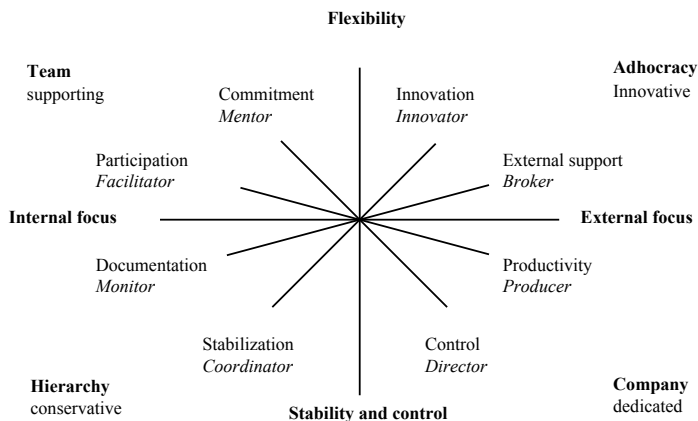 Flexibility
Team
supporting
Adhocracy
Innovative
Commitment
Mentor
Innovation
Innovator
Participation
Facilitator
External support
Broker
Internal focus
External focus
Documentation
Monitor
Productivity
Producer
Stabilization
Coordinator
Control
Director
Hierarchy
conservative
Company
dedicated
Stability and control